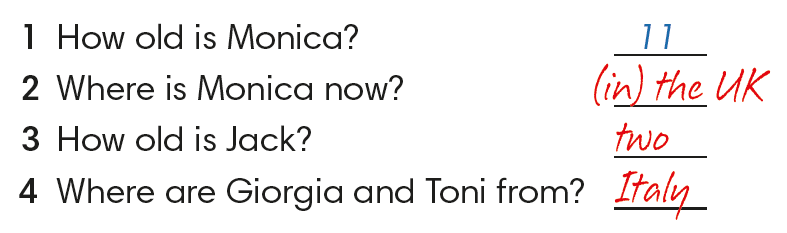 1 How old is Monica? 11
2 Where is Monica now? (in) the UK
3 How old is Jack? two
4 Where are Giorgia and Toni from? Italy